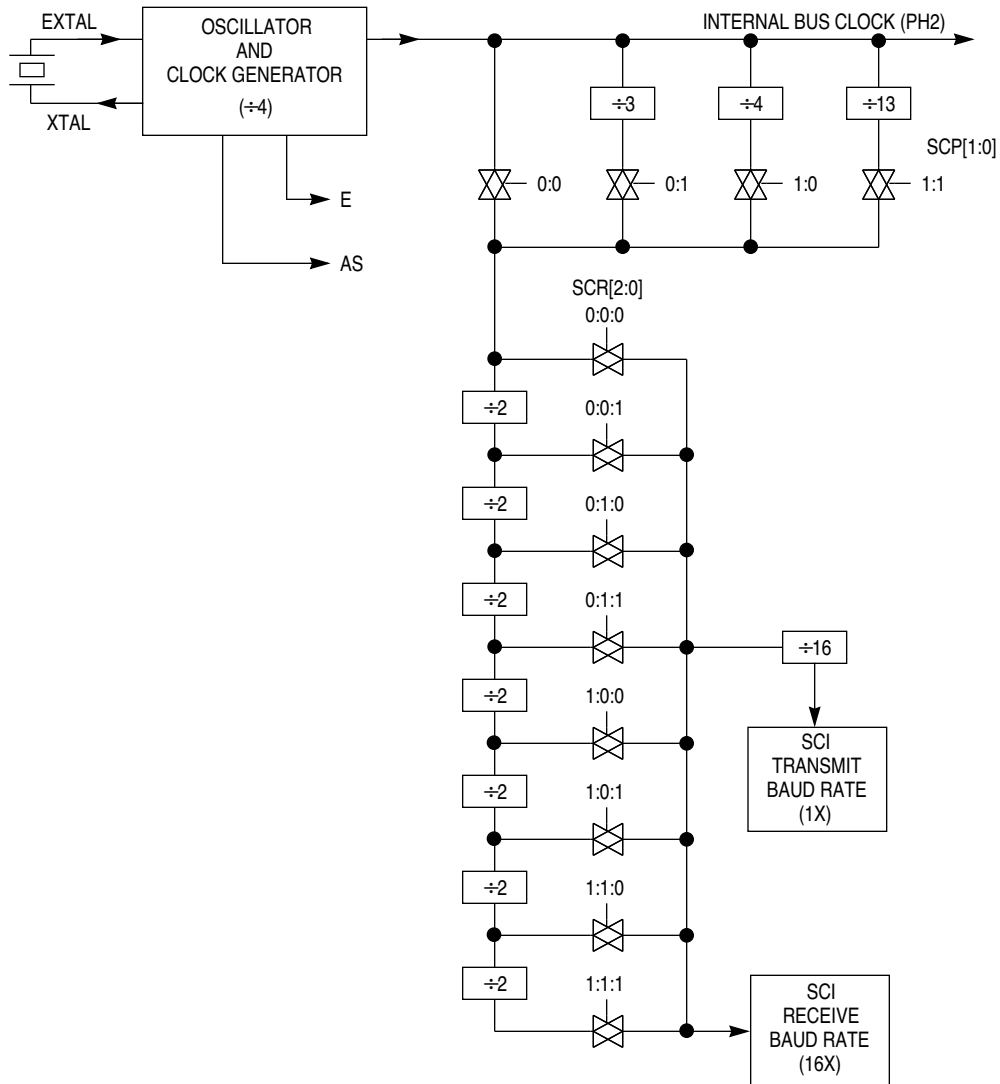 EXTAL
XTAL
OSCILLATOR
AND
CLOCK GENERATOR
(÷4)
INTERNAL BUS CLOCK (PH2)
÷3
÷4
÷13
SCP[1:0]
0:0
0:1
1:0
1:1
E
AS
SCR[2:0]
0:0:0
÷2
0:0:1
÷2
0:1:0
÷2
0:1:1
÷16
÷2
1:0:0
SCI
TRANSMIT
BAUD RATE
(1X)
÷2
1:0:1
÷2
1:1:0
÷2
1:1:1
SCI
RECEIVE
BAUD RATE
(16X)